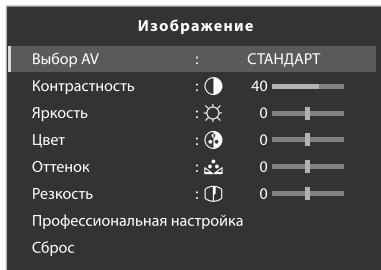 Изображение
Выбор AV : СТАНДАРТ
Контрастность : 40
Яркость : 0
Цвет : 0
Оттенок : 0
Резкость : 0
Профессиональная настройка
Сброс